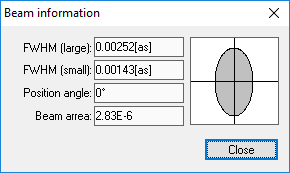 Beam information
FWHM (large): 0.00252[as]
FWHM (small): 0.00143[as]
Position angle: 0°
Beam arrea: 2.83E-6
Close